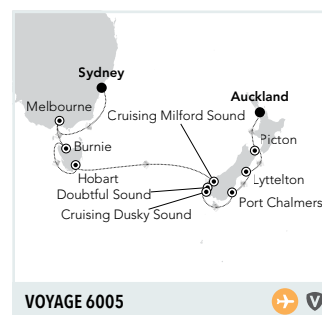 Sydney
Auckland
Melbourne
Cruising Milford Sound
Picton
Burnie
Hobart
Lyttelton
Doubtful Sound
Port Chalmers
Cruising Dusky Sound
VOYAGE 6005
V